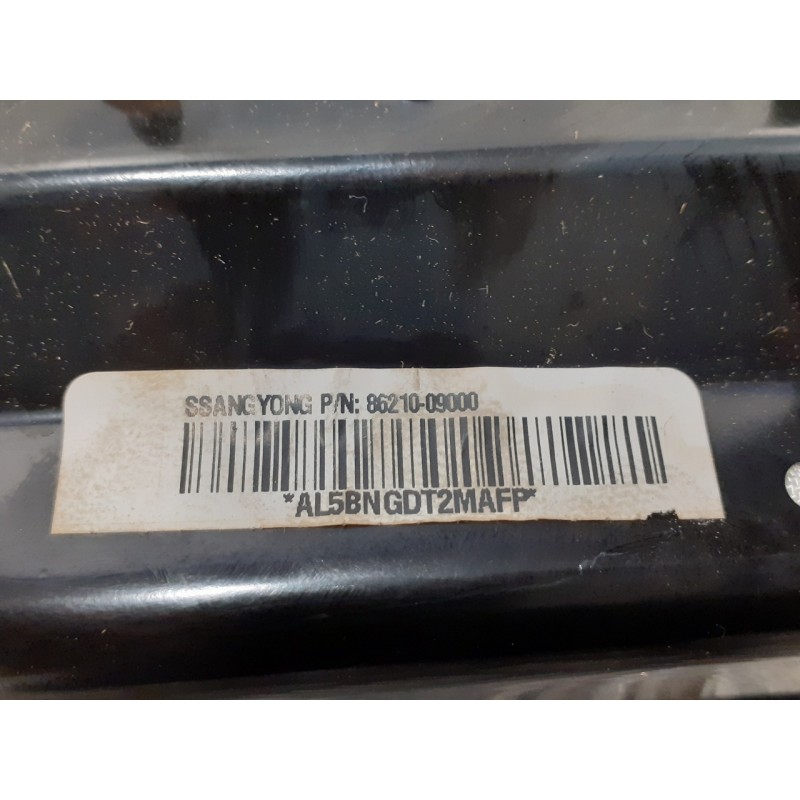 SSANGYONG P/N: 86210-09000
*AL5BNGDT2MAFP*